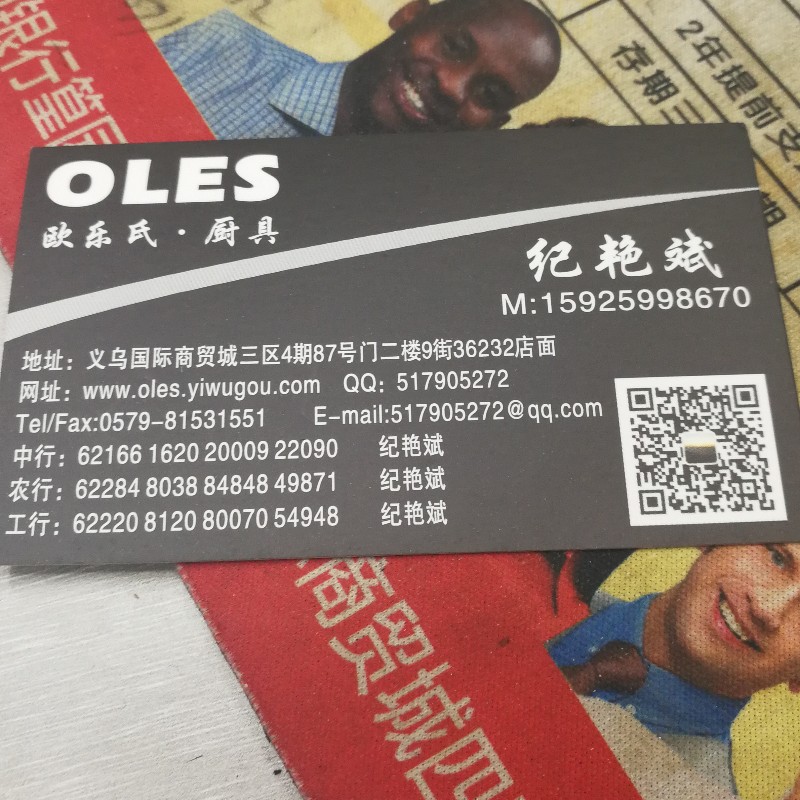 2年提前支
存期三
OLES
欧乐氏·厨具
纪艳斌
M:15925998670
地址：义乌国际商贸城三区4期87号门二楼9街36232店面
网址：www.oles.yiwugou.com QQ：517905272
Tel/Fax:0579-81531551 E-mail:517905272@qq.com
中行：62166 1620 20009 22090 纪艳斌
农行：62284 8038 84848 49871 纪艳斌
工行：62220 8120 80070 54948 纪艳斌
商贸城四